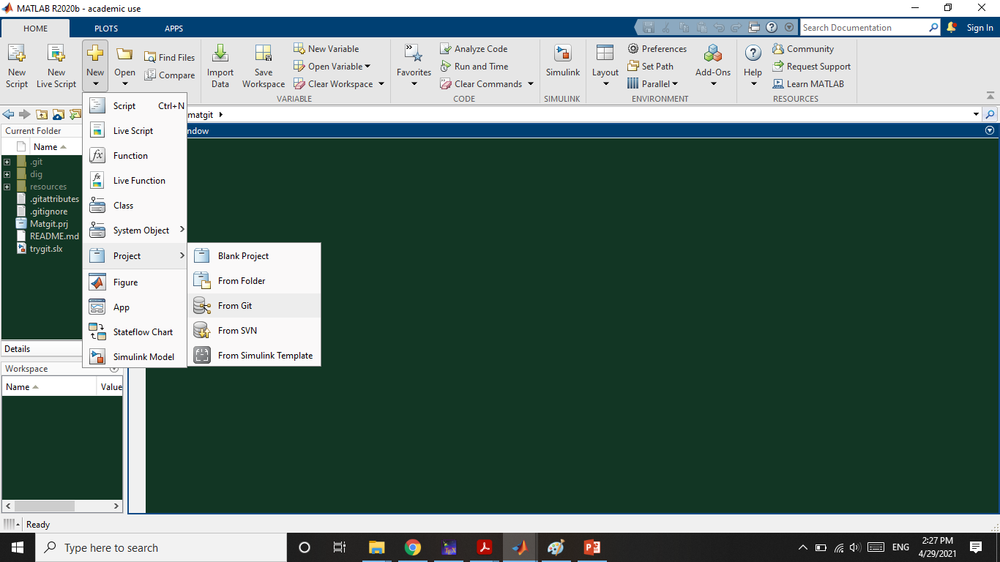 MATLAB R2020b - academic use
HOME PLOTS APPS
Search Documentation
Sign In
New Script
New Live Script
New
Open
Find Files
Compare
Import Data
Save Workspace
New Variable
Open Variable
Clear Workspace
VARIABLE
Favorites
Analyze Code
Run and Time
Clear Commands
CODE
Simulink
SIMULINK
Layout
Preferences
Set Path
Parallel
Add-Ons
ENVIRONMENT
Help
Community
Request Support
Learn MATLAB
RESOURCES
matgit
Current Folder
Name
.git
dig
resources
.gitattributes
.gitignore
Matgit.prj
README.md
trygit.slx
Details
Workspace
Name Value
Script Ctrl+N
Live Script
Function
Live Function
Class
System Object
Project
Figure
App
Stateflow Chart
Simulink Model
Blank Project
From Folder
From Git
From SVN
From Simulink Template
ndow
Ready
Type here to search
ENG
2:27 PM
4/29/2021